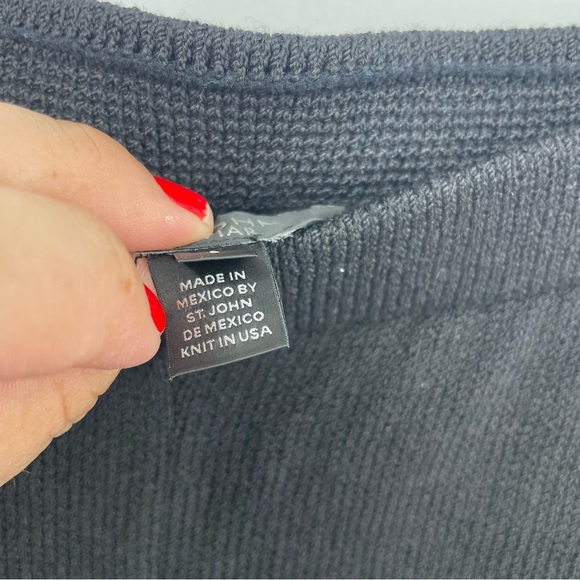 MADE IN
MEXICO BY
ST. JOHN
DE MEXICO
KNIT IN USA